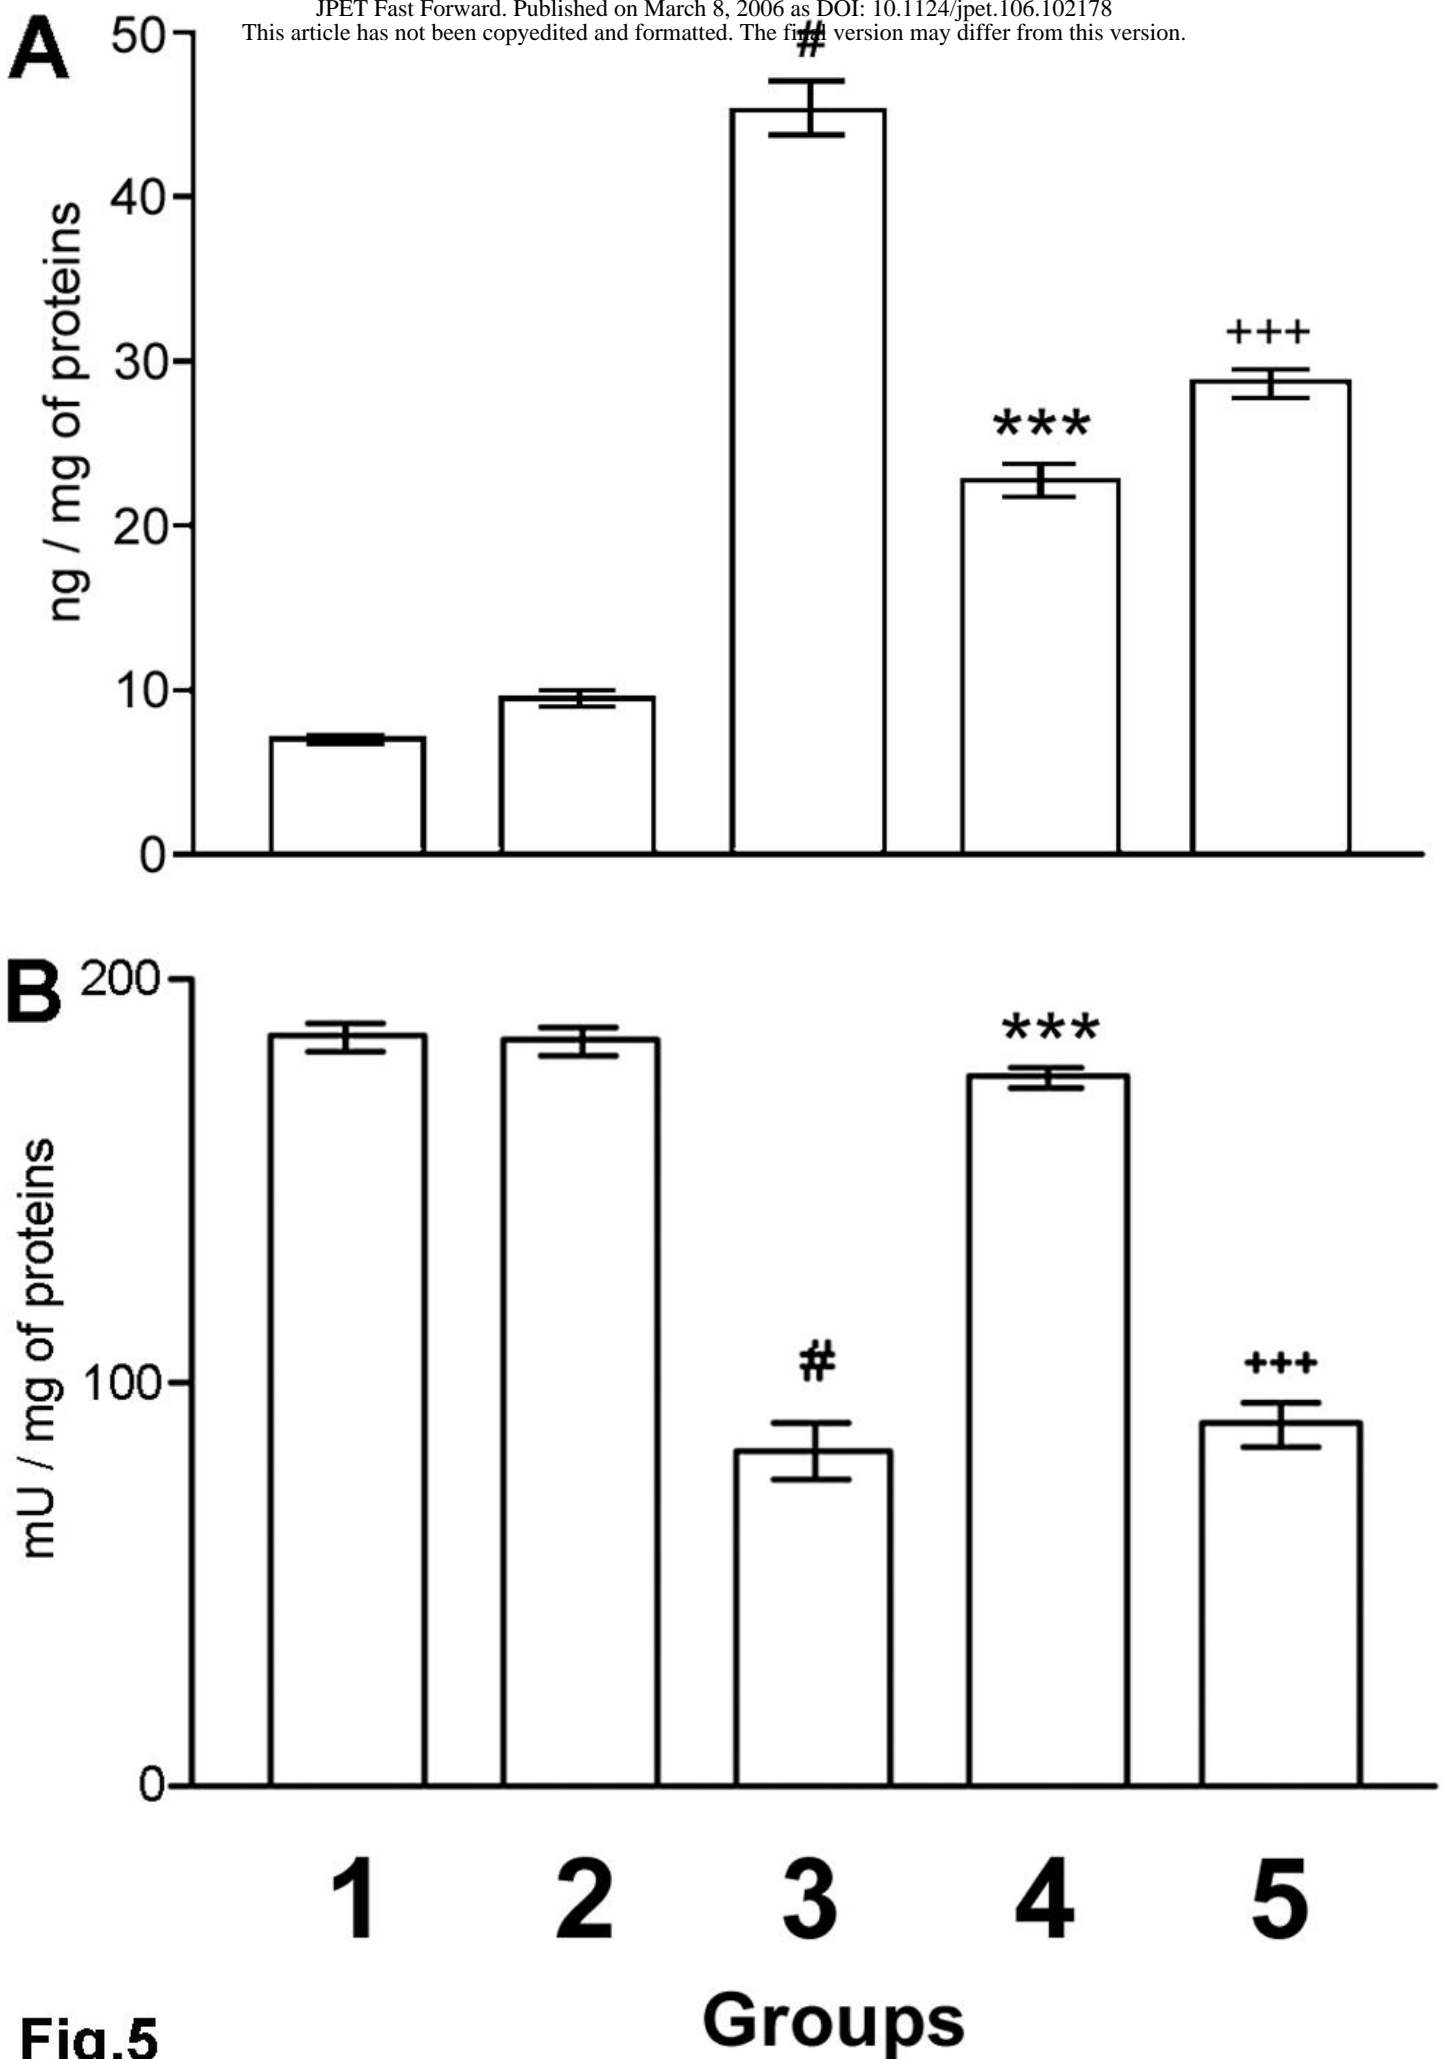 JPET Fast Forward. Published on March 8, 2006 as DOI: 10.1124/jpet.106.102178
This article has not been copyedited and formatted. The final version may differ from this version.
A
50
#
40
30
+++
***
20
10
0
ng / mg of proteins
B
200
***
#
+++
100
0
mU / mg of proteins
1 2 3 4 5
Groups
Fig.5